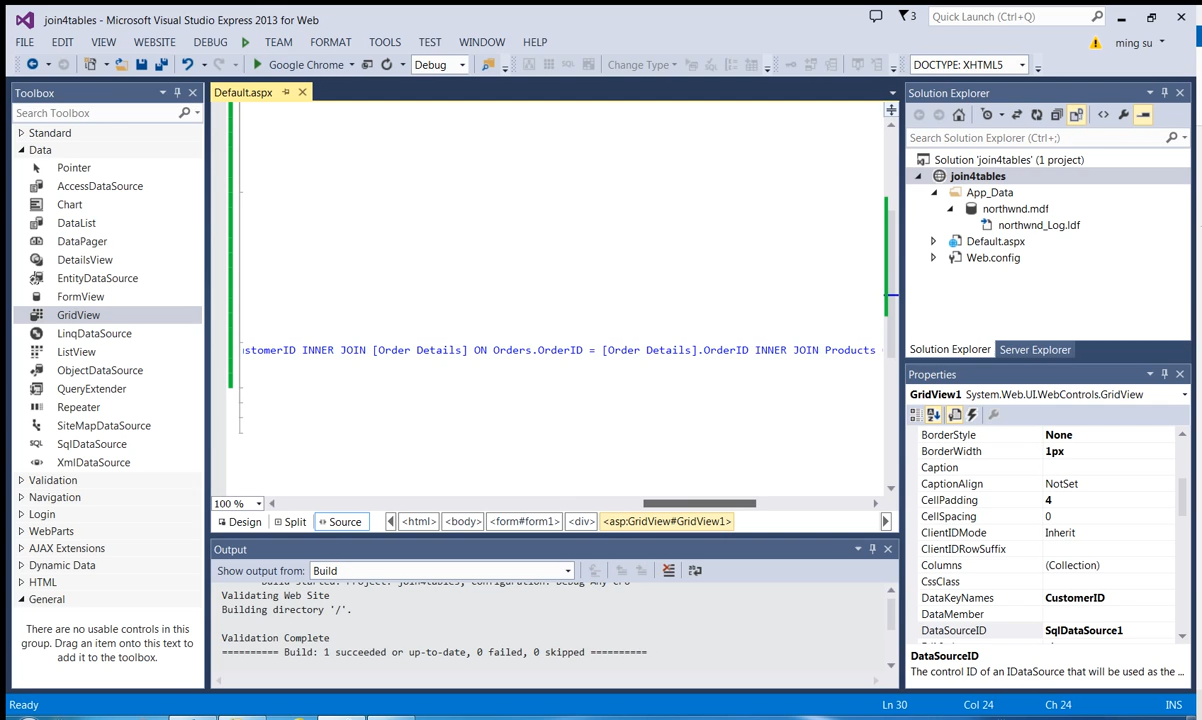 join4tables - Microsoft Visual Studio Express 2013 for Web
3
Quick Launch (Ctrl+Q)
FILE EDIT VIEW WEBSITE DEBUG TEAM FORMAT TOOLS TEST WINDOW HELP
ming su
Google Chrome Debug Change Type DOCTYPE: XHTML5
Toolbox
Search Toolbox
Standard
Data
Pointer
AccessDataSource
Chart
DataList
DataPager
DetailsView
EntityDataSource
FormView
GridView
LinqDataSource
ListView
ObjectDataSource
QueryExtender
Repeater
SiteMapDataSource
SqlDataSource
XmlDataSource
Validation
Navigation
Login
WebParts
AJAX Extensions
Dynamic Data
HTML
General
There are no usable controls in this
group. Drag an item onto this text to
add it to the toolbox.
Default.aspx
stomerID INNER JOIN [Order Details] ON Orders.OrderID = [Order Details].OrderID INNER JOIN Products
100 %
Design Split Source <html> <body> <form#form1> <div> <asp:GridView#GridView1>
Output
Show output from: Build
Build started: Project: join4tables, Configuration: Debug Any CPU
Validating Web Site
Building directory '/'.
Validation Complete
========== Build: 1 succeeded or up-to-date, 0 failed, 0 skipped ==========
Solution Explorer
Search Solution Explorer (Ctrl+;)
Solution 'join4tables' (1 project)
join4tables
App_Data
northwnd.mdf
northwnd_Log.ldf
Default.aspx
Web.config
Solution Explorer Server Explorer
Properties
GridView1 System.Web.UI.WebControls.GridView
BorderStyle None
BorderWidth 1px
Caption
CaptionAlign NotSet
CellPadding 4
CellSpacing 0
ClientIDMode Inherit
ClientIDRowSuffix
Columns (Collection)
CssClass
DataKeyNames CustomerID
DataMember
DataSourceID SqlDataSource1
DataSourceID
The control ID of an IDataSource that will be used as the ...
Ready Ln 30 Col 24 Ch 24 INS